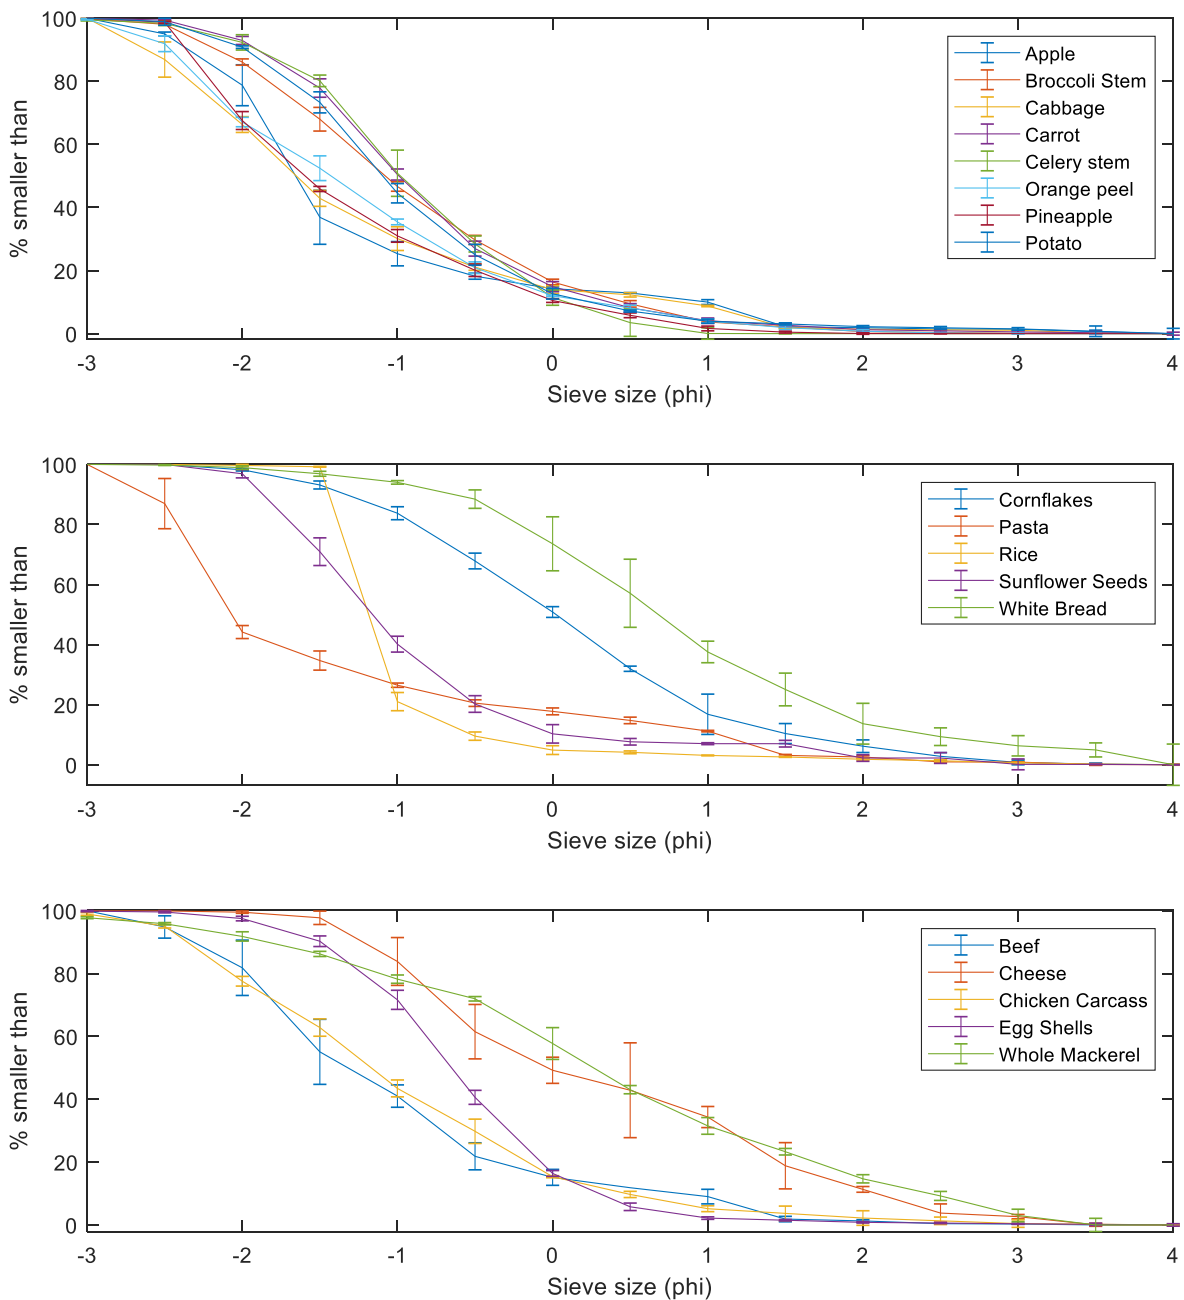 100
80
60
40
20
0
% smaller than
-3 -2 -1 0 1 2 3 4
Sieve size (phi)
Apple
Broccoli Stem
Cabbage
Carrot
Celery stem
Orange peel
Pineapple
Potato
100
80
60
40
20
0
% smaller than
-3 -2 -1 0 1 2 3 4
Sieve size (phi)
Cornflakes
Pasta
Rice
Sunflower Seeds
White Bread
100
80
60
40
20
0
% smaller than
-3 -2 -1 0 1 2 3 4
Sieve size (phi)
Beef
Cheese
Chicken Carcass
Egg Shells
Whole Mackerel